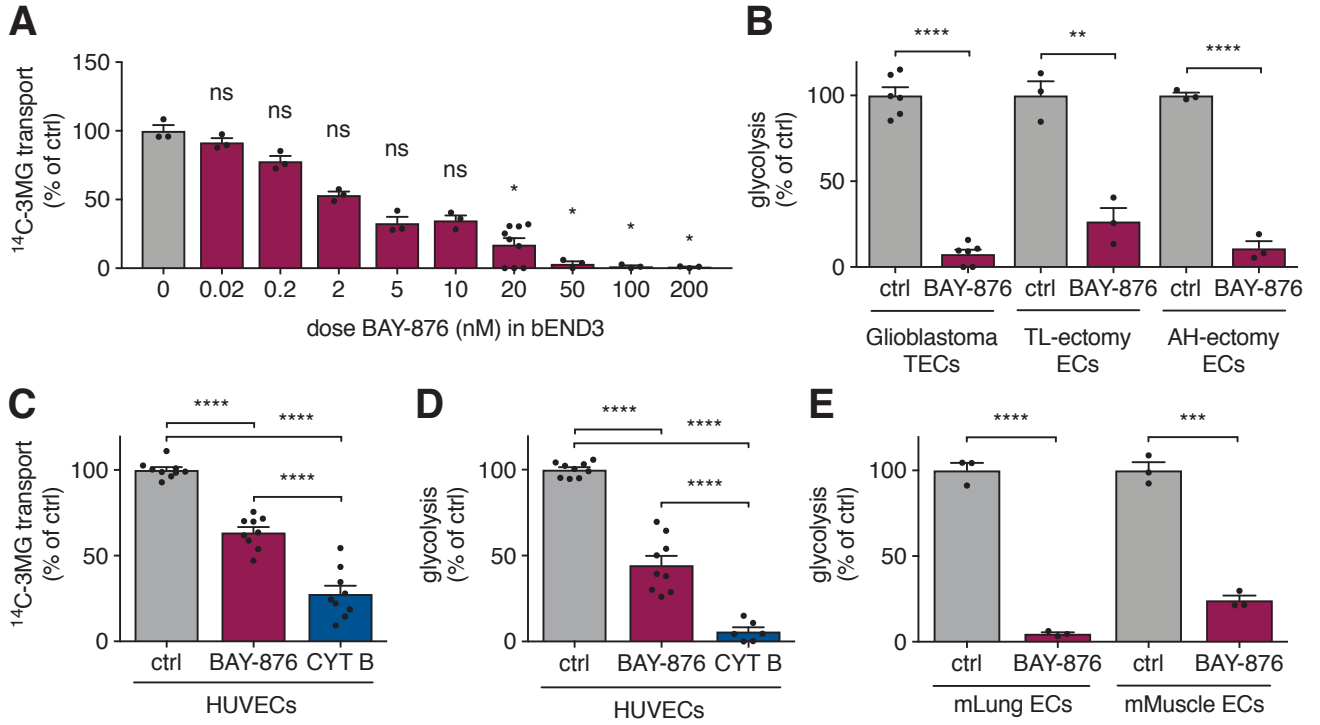 A
¹⁴C-3MG transport
(% of ctrl)
150
100
50
0
ns
ns
ns
ns
ns
*
*
*
*
0 0.02 0.2 2 5 10 20 50 100 200
dose BAY-876 (nM) in bEND3
B
glycolysis
(% of ctrl)
100
50
0
**** ** ****
ctrl BAY-876 ctrl BAY-876 ctrl BAY-876
Glioblastoma TL-ectomy AH-ectomy
TECs ECs ECs
C
¹⁴C-3MG transport
(% of ctrl)
100
50
0
****
****
****
ctrl BAY-876 CYT B
HUVECs
D
glycolysis
(% of ctrl)
100
50
0
****
****
****
ctrl BAY-876 CYT B
HUVECs
E
glycolysis
(% of ctrl)
100
50
0
**** ***
ctrl BAY-876 ctrl BAY-876
mLung ECs mMuscle ECs